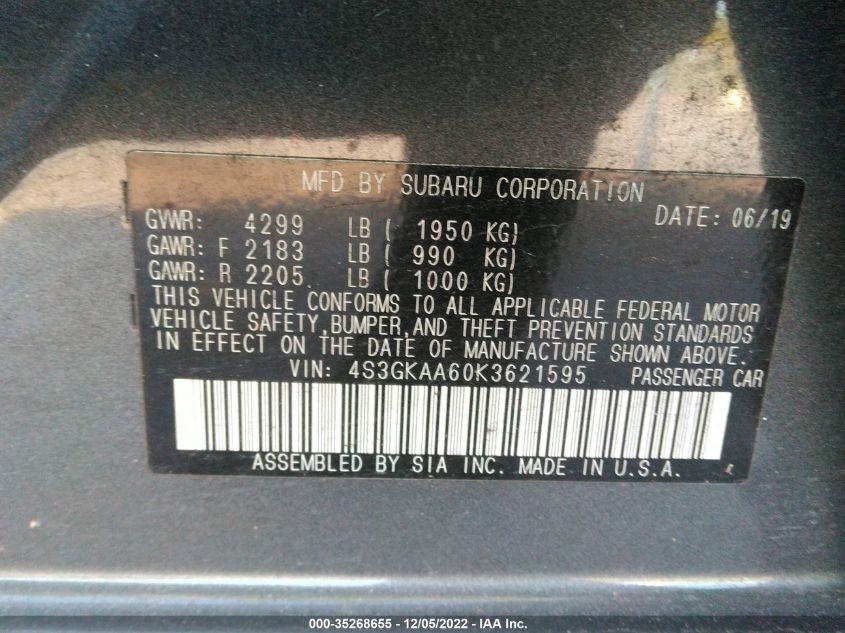 MFD BY SUBARU CORPORATION
DATE: 06/19
GVWR: 4299 LB ( 1950 KG)
GAWR: F 2183 LB ( 990 KG)
GAWR: R 2205 LB ( 1000 KG)
THIS VEHICLE CONFORMS TO ALL APPLICABLE FEDERAL MOTOR
VEHICLE SAFETY, BUMPER, AND THEFT PREVENTION STANDARDS
IN EFFECT ON THE DATE OF MANUFACTURE SHOWN ABOVE.
VIN: 4S3GKAA60K3621595 PASSENGER CAR
ASSEMBLED BY SIA INC. MADE IN U.S.A.
000-35268655 - 12/05/2022 - IAA Inc.